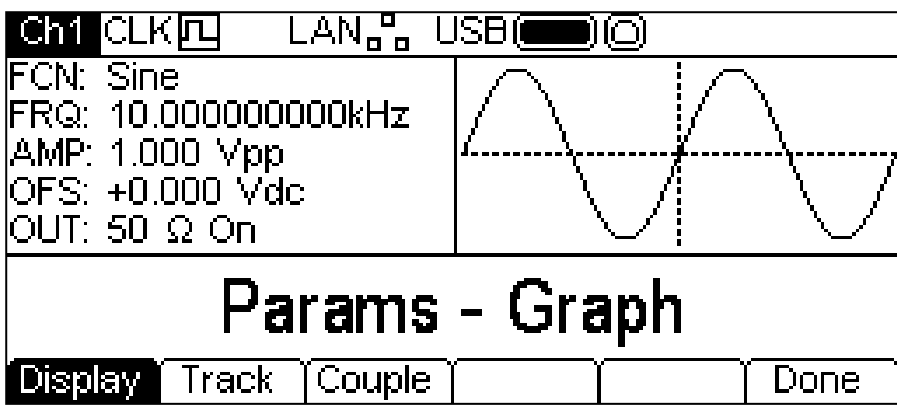 Ch1 CLK LAN USB
FCN: Sine
FRQ: 10.000000000kHz
AMP: 1.000 Vpp
OFS: +0.000 Vdc
OUT: 50 Ω On
Params - Graph
Display Track Couple Done